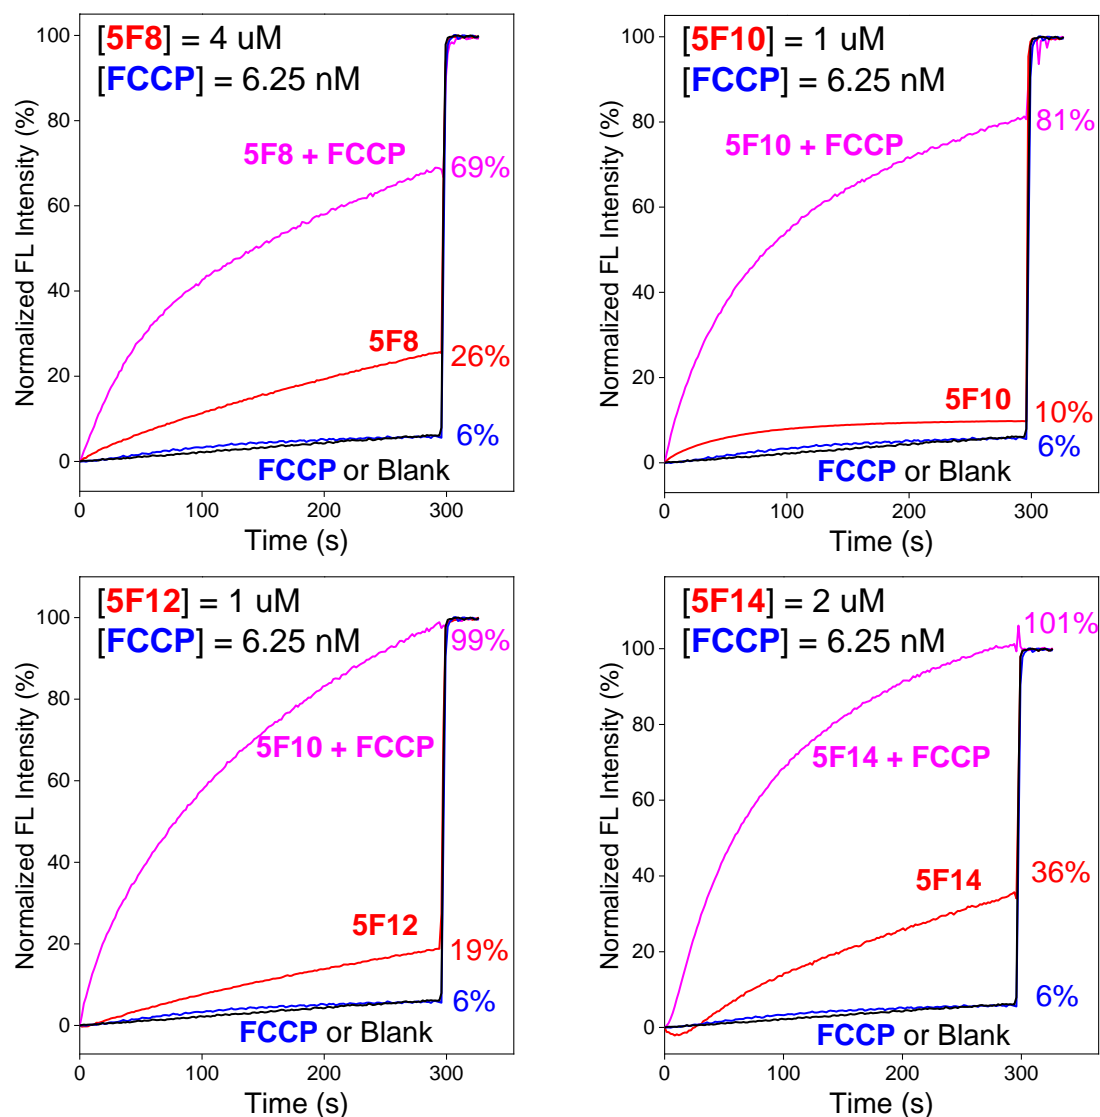 [5F8] = 4 uM
[FCCP] = 6.25 nM
5F8 + FCCP
69%
5F8
26%
6%
FCCP or Blank
Normalized FL Intensity (%)
0
20
40
60
80
100
0
100
200
300
Time (s)
[5F10] = 1 uM
[FCCP] = 6.25 nM
5F10 + FCCP
81%
5F10
10%
6%
FCCP or Blank
Normalized FL Intensity (%)
0
20
40
60
80
100
0
100
200
300
Time (s)
[5F12] = 1 uM
[FCCP] = 6.25 nM
99%
5F10 + FCCP
5F12
19%
6%
FCCP or Blank
Normalized FL Intensity (%)
0
20
40
60
80
100
0
100
200
300
Time (s)
[5F14] = 2 uM
[FCCP] = 6.25 nM
101%
5F14 + FCCP
5F14
36%
6%
FCCP or Blank
Normalized FL Intensity (%)
0
20
40
60
80
100
0
100
200
300
Time (s)